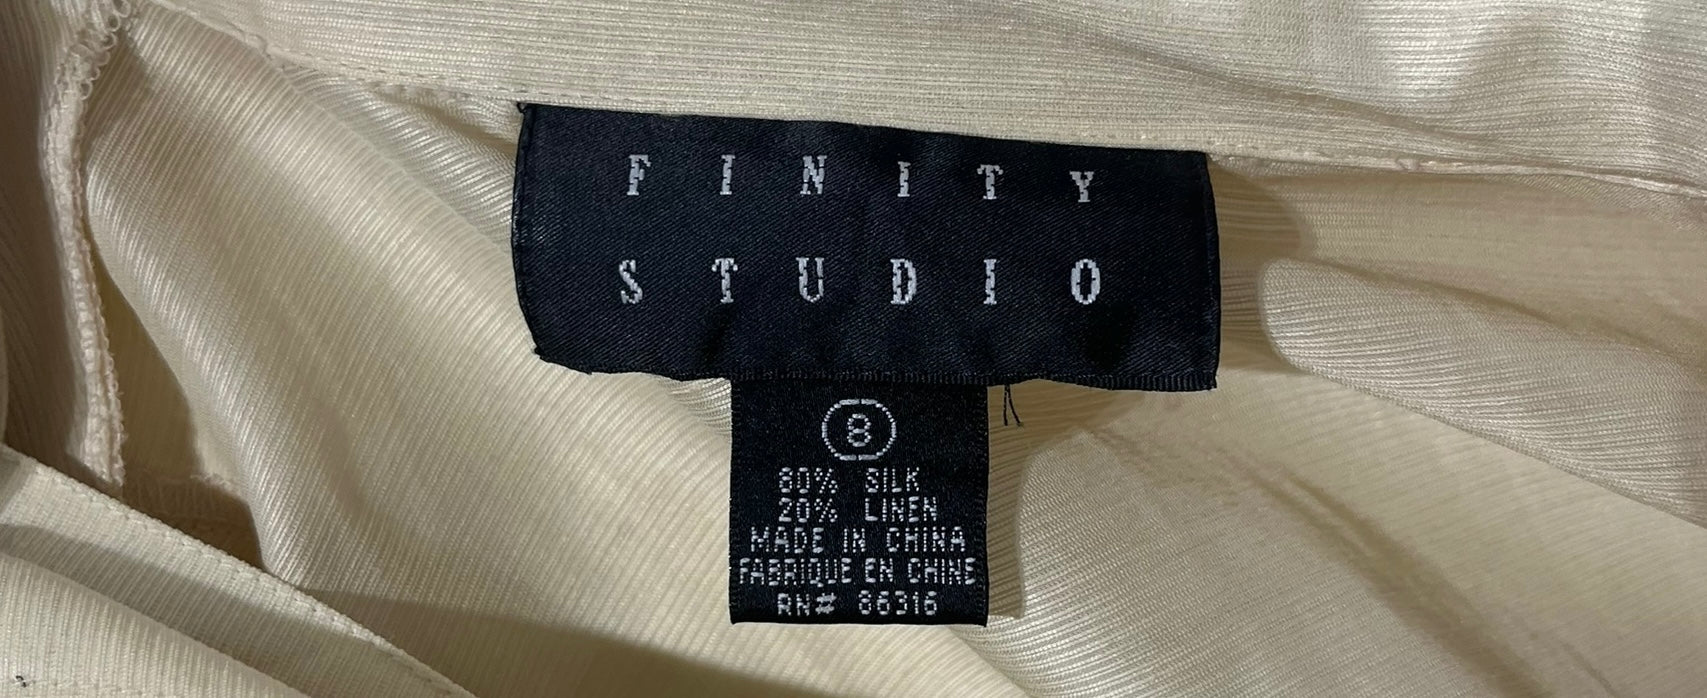 FINITY
STUDIO
8
80% SILK
20% LINEN
MADE IN CHINA
FABRIQUE EN CHINE
RN# 86316